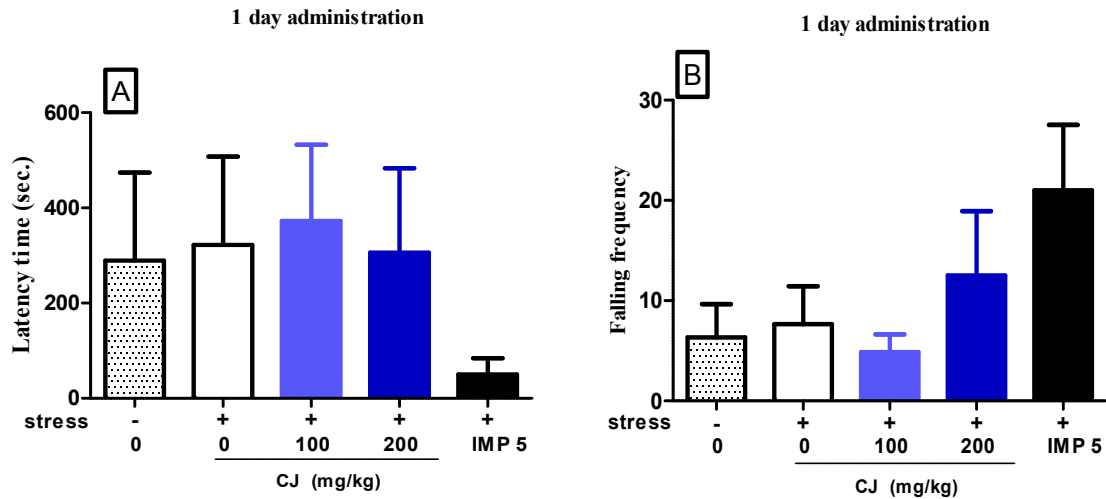 1 day administration
A
600
400
200
0
Latency time (sec.)
stress - + + + +
0 0 100 200 IMP 5
CJ (mg/kg)
1 day administration
B
30
20
10
0
Falling frequency
stress - + + + +
0 0 100 200 IMP 5
CJ (mg/kg)